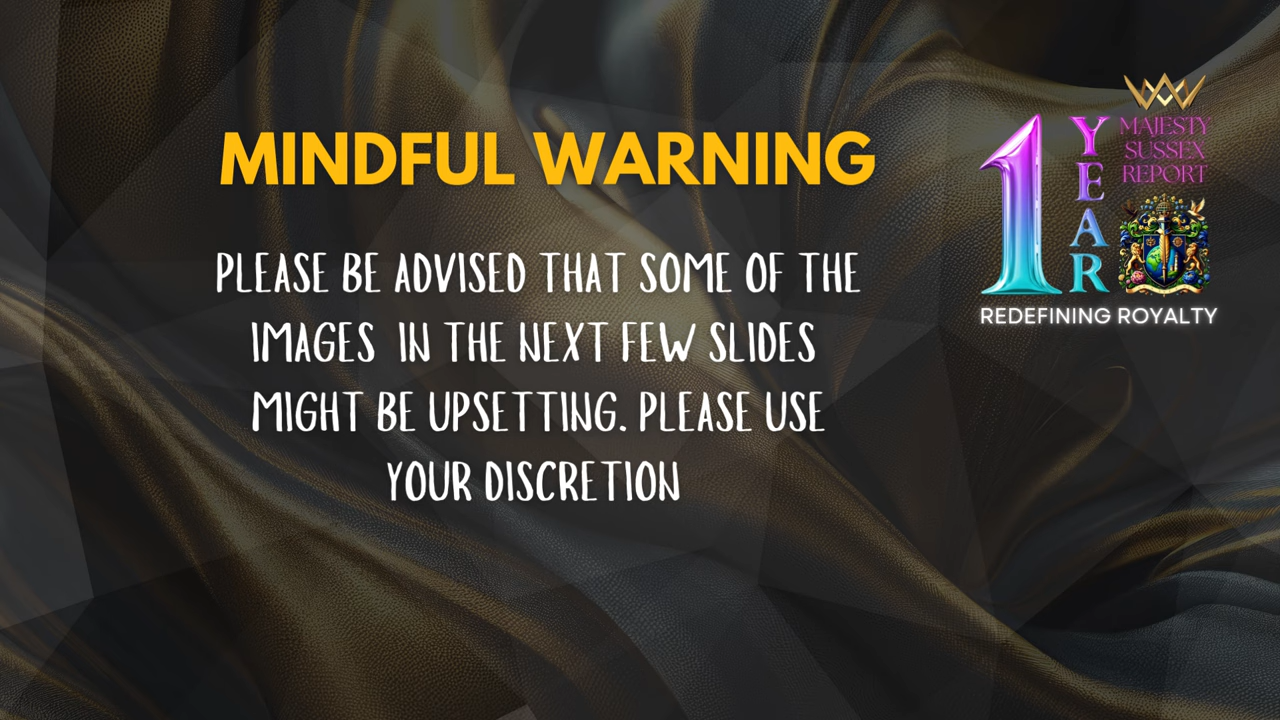 MINDFUL WARNING
PLEASE BE ADVISED THAT SOME OF THE
IMAGES IN THE NEXT FEW SLIDES
MIGHT BE UPSETTING. PLEASE USE
YOUR DISCRETION
1 YEAR
MAJESTY
SUSSEX
REPORT
REDEFINING ROYALTY